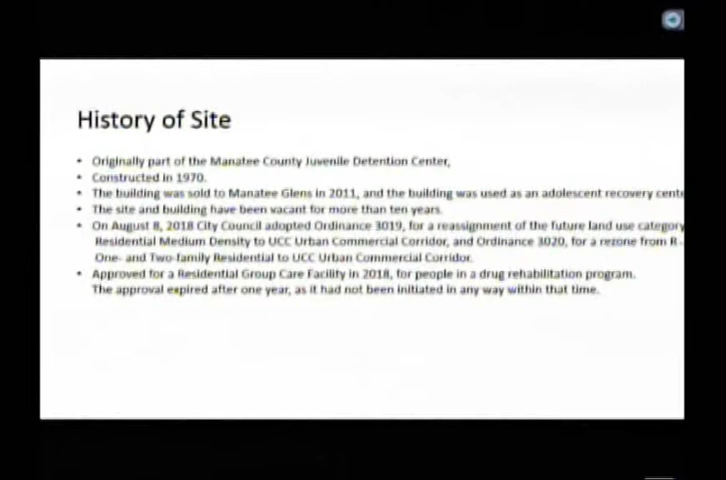 History of Site
• Originally part of the Manatee County Juvenile Detention Center,
• Constructed in 1970.
• The building was sold to Manatee Glens in 2011, and the building was used as an adolescent recovery cente
• The site and building have been vacant for more than ten years.
• On August 8, 2018 City Council adopted Ordinance 3019, for a reassignment of the future land use category
Residential Medium Density to UCC Urban Commercial Corridor, and Ordinance 3020, for a rezone from R-
One- and Two-family Residential to UCC Urban Commercial Corridor.
• Approved for a Residential Group Care Facility in 2018, for people in a drug rehabilitation program.
The approval expired after one year, as it had not been initiated in any way within that time.